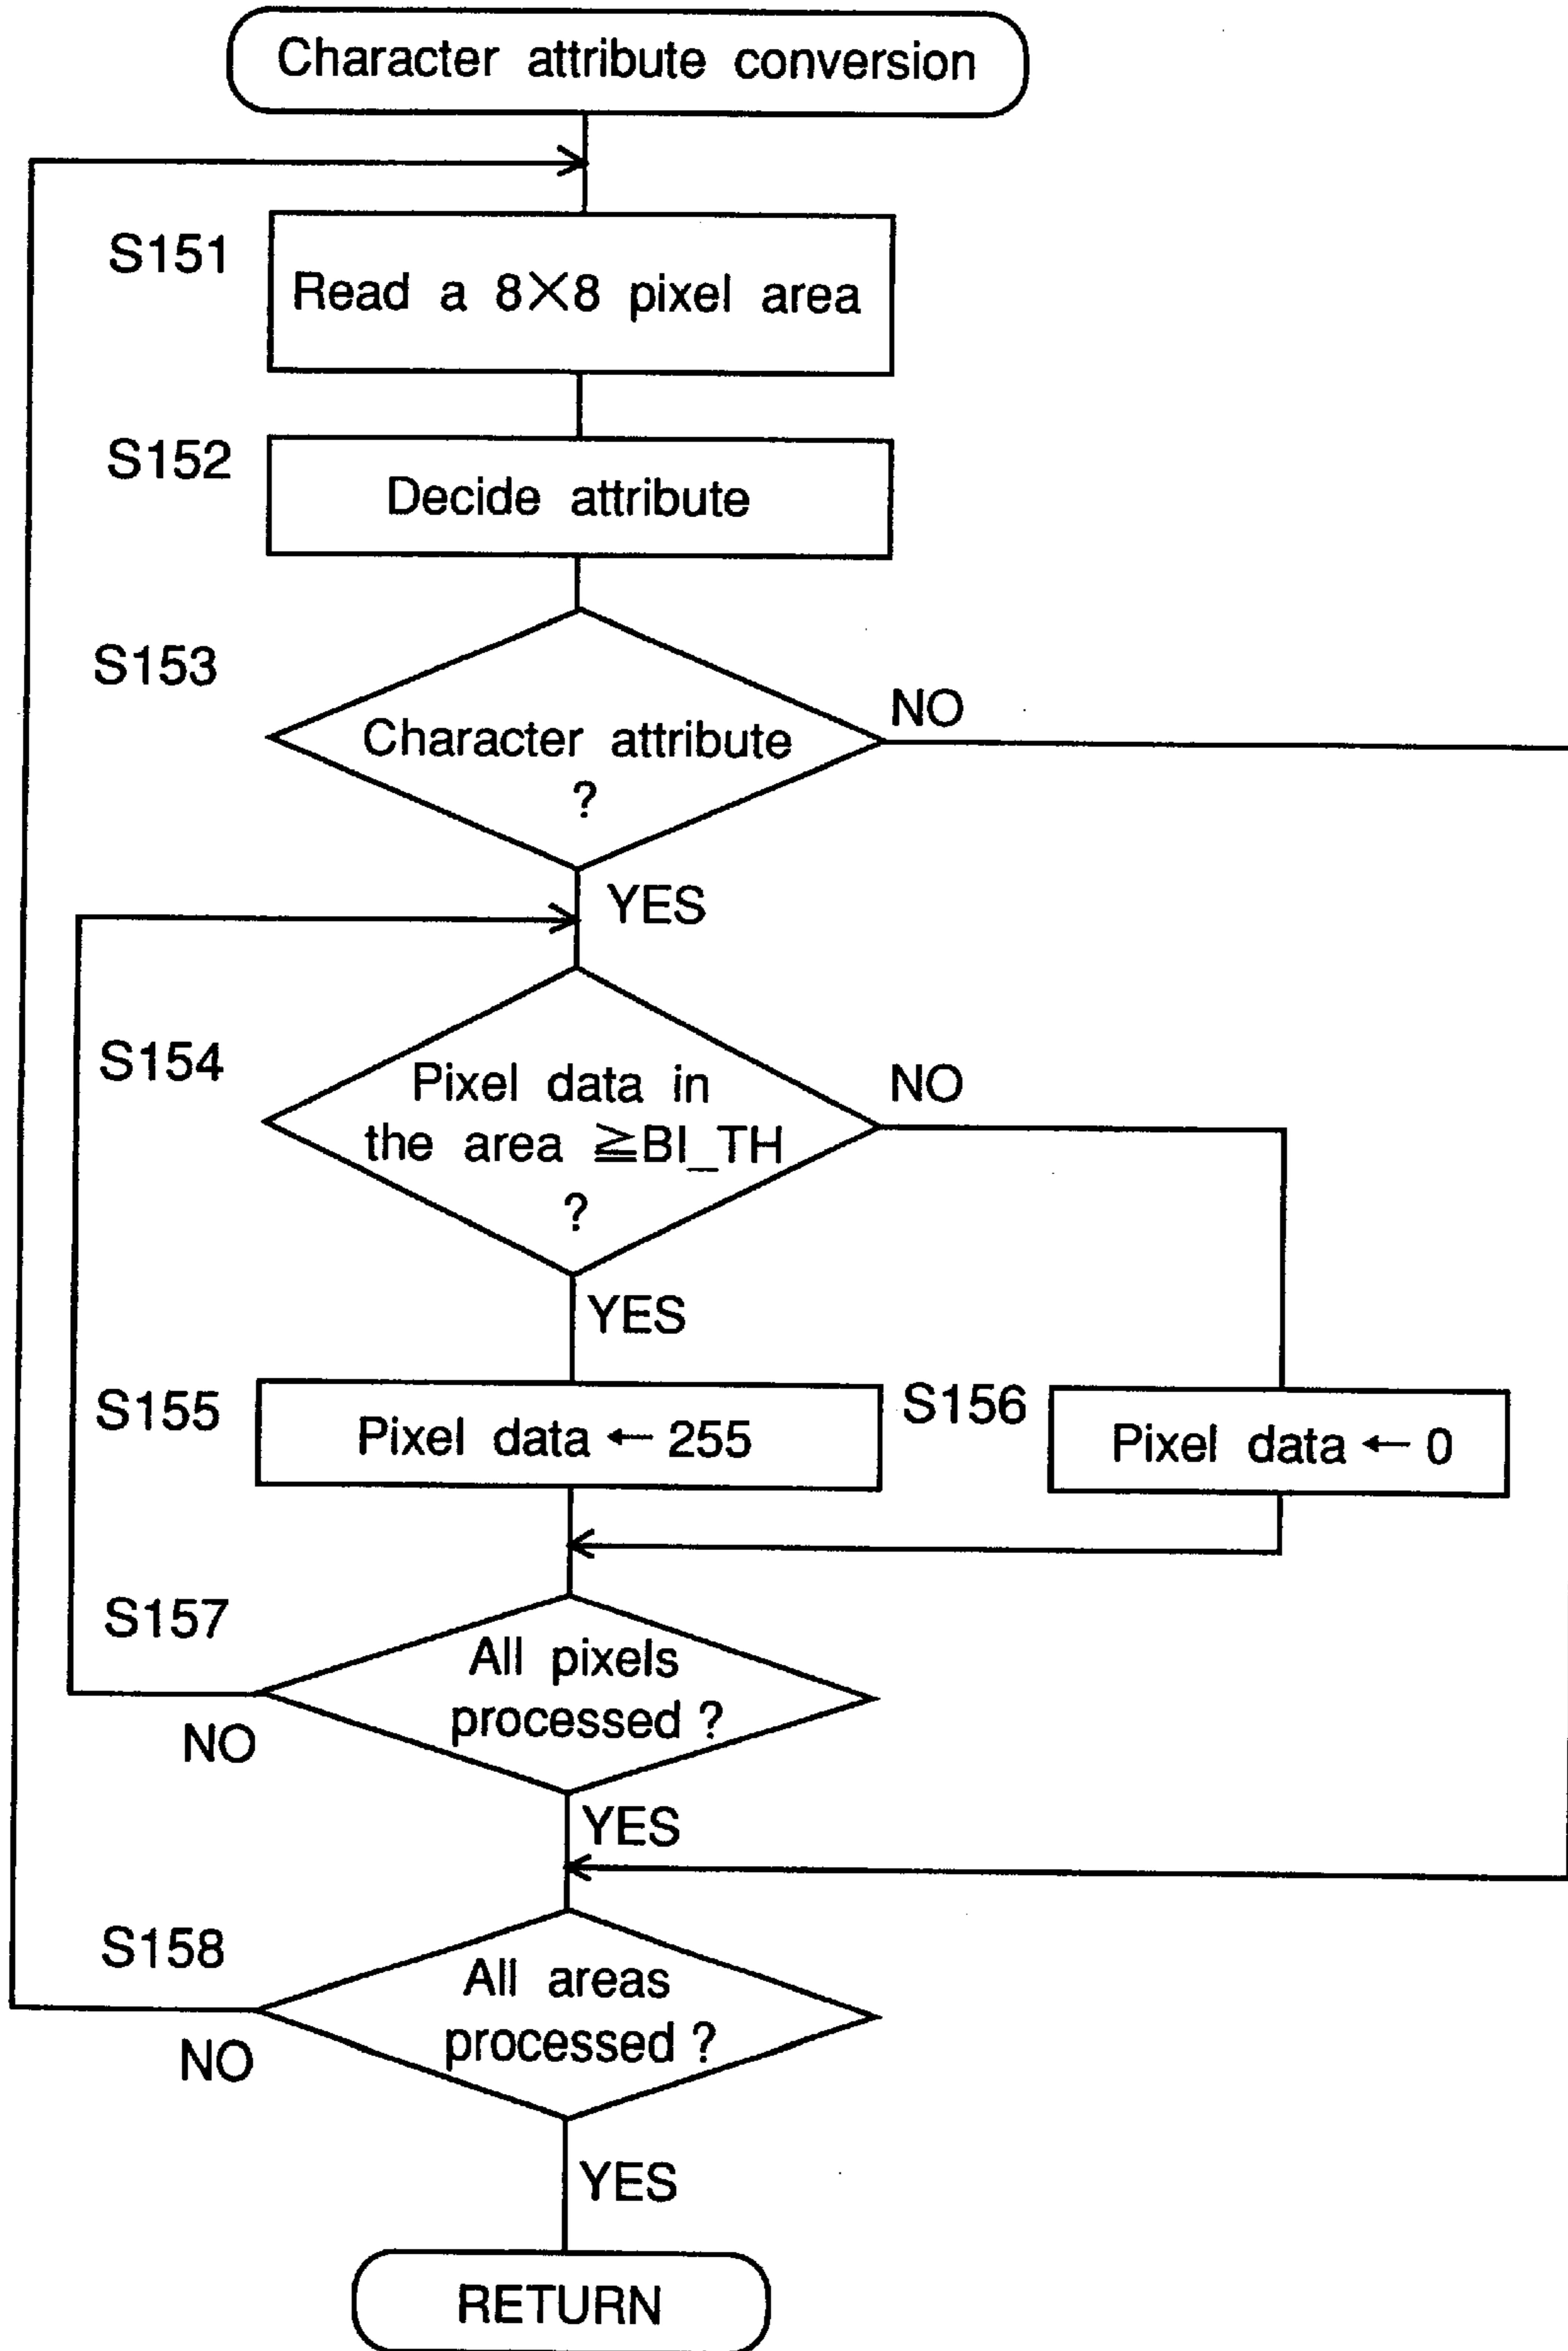 Character attribute conversion
S151
Read a 8×8 pixel area
S152
Decide attribute
S153
Character attribute
?
NO
YES
S154
Pixel data in
the area ≧BI_TH
?
NO
YES
S155
Pixel data ← 255
S156
Pixel data ← 0
S157
All pixels
processed ?
NO
YES
S158
All areas
processed ?
NO
YES
RETURN